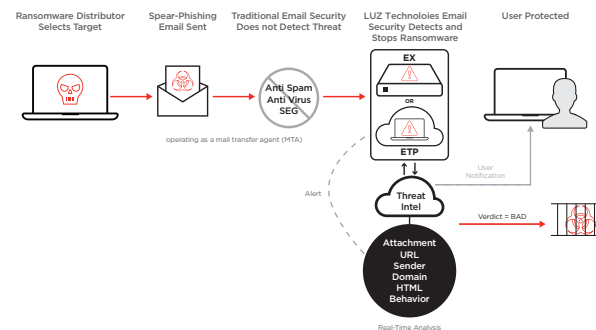 Ransomware Distributor
Selects Target
Spear-Phishing
Email Sent
Traditional Email Security
Does not Detect Threat
LUZ Technoloies Email
Security Detects and
Stops Ransomware
User Protected
EX
OR
ETP
Anti Spam
Anti Virus
SEG
operating as a mail transfer agent (MTA)
User
Notification
Alert
Threat
Intel
Verdict = BAD
Attachment
URL
Sender
Domain
HTML
Behavior
Real-Time Analysis